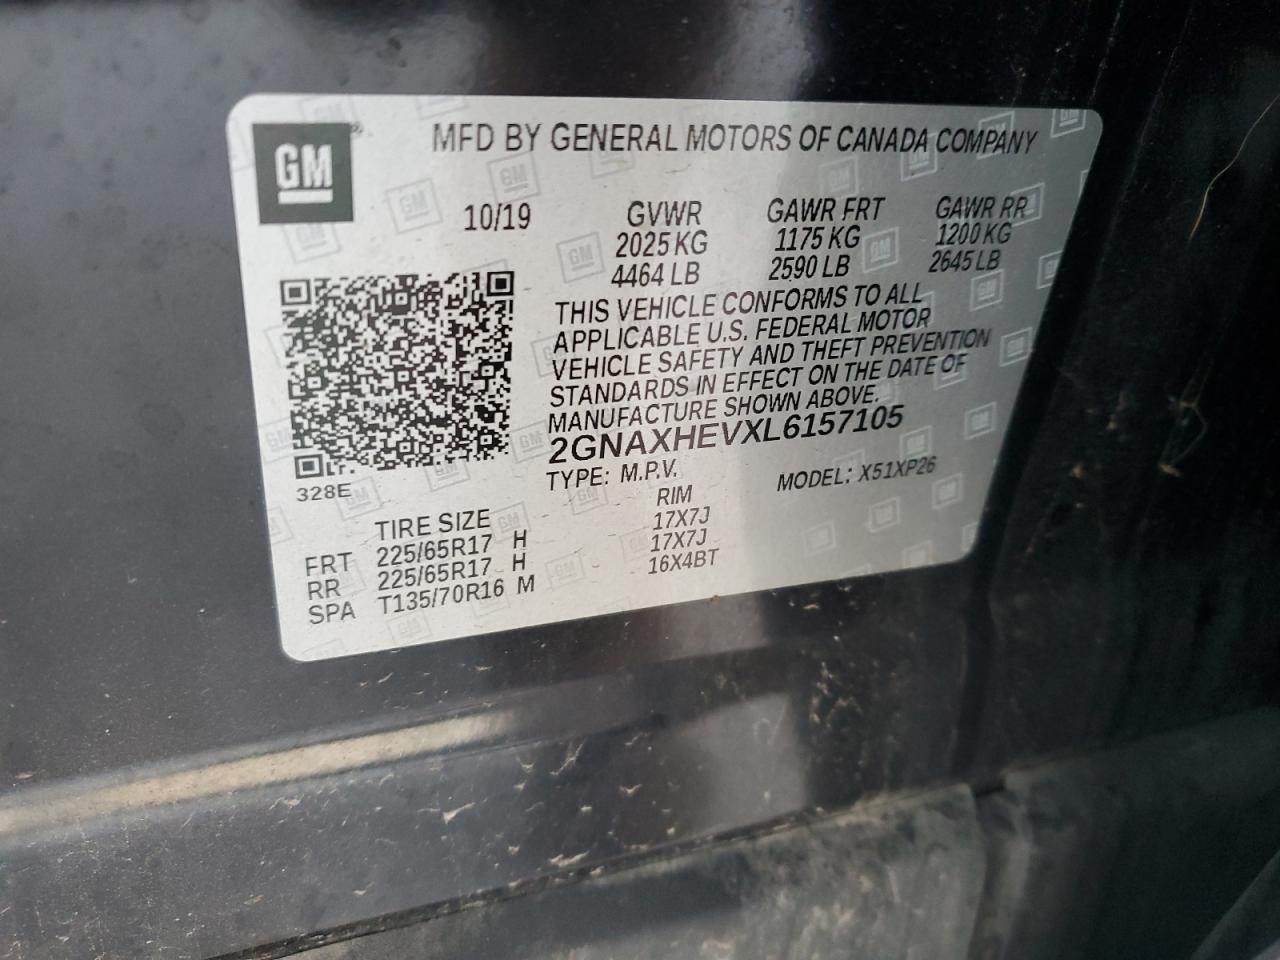 GM
MFD BY GENERAL MOTORS OF CANADA COMPANY
10/19
GVWR GAWR FRT GAWR RR
2025 KG 1175 KG 1200 KG
4464 LB 2590 LB 2645 LB
THIS VEHICLE CONFORMS TO ALL
APPLICABLE U.S. FEDERAL MOTOR
VEHICLE SAFETY AND THEFT PREVENTION
STANDARDS IN EFFECT ON THE DATE OF
MANUFACTURE SHOWN ABOVE.
2GNAXHEVXL6157105
TYPE: M.P.V. MODEL: X51XP26
328E
TIRE SIZE RIM
FRT 225/65R17 H 17X7J
RR 225/65R17 H 17X7J
SPA T135/70R16 M 16X4BT